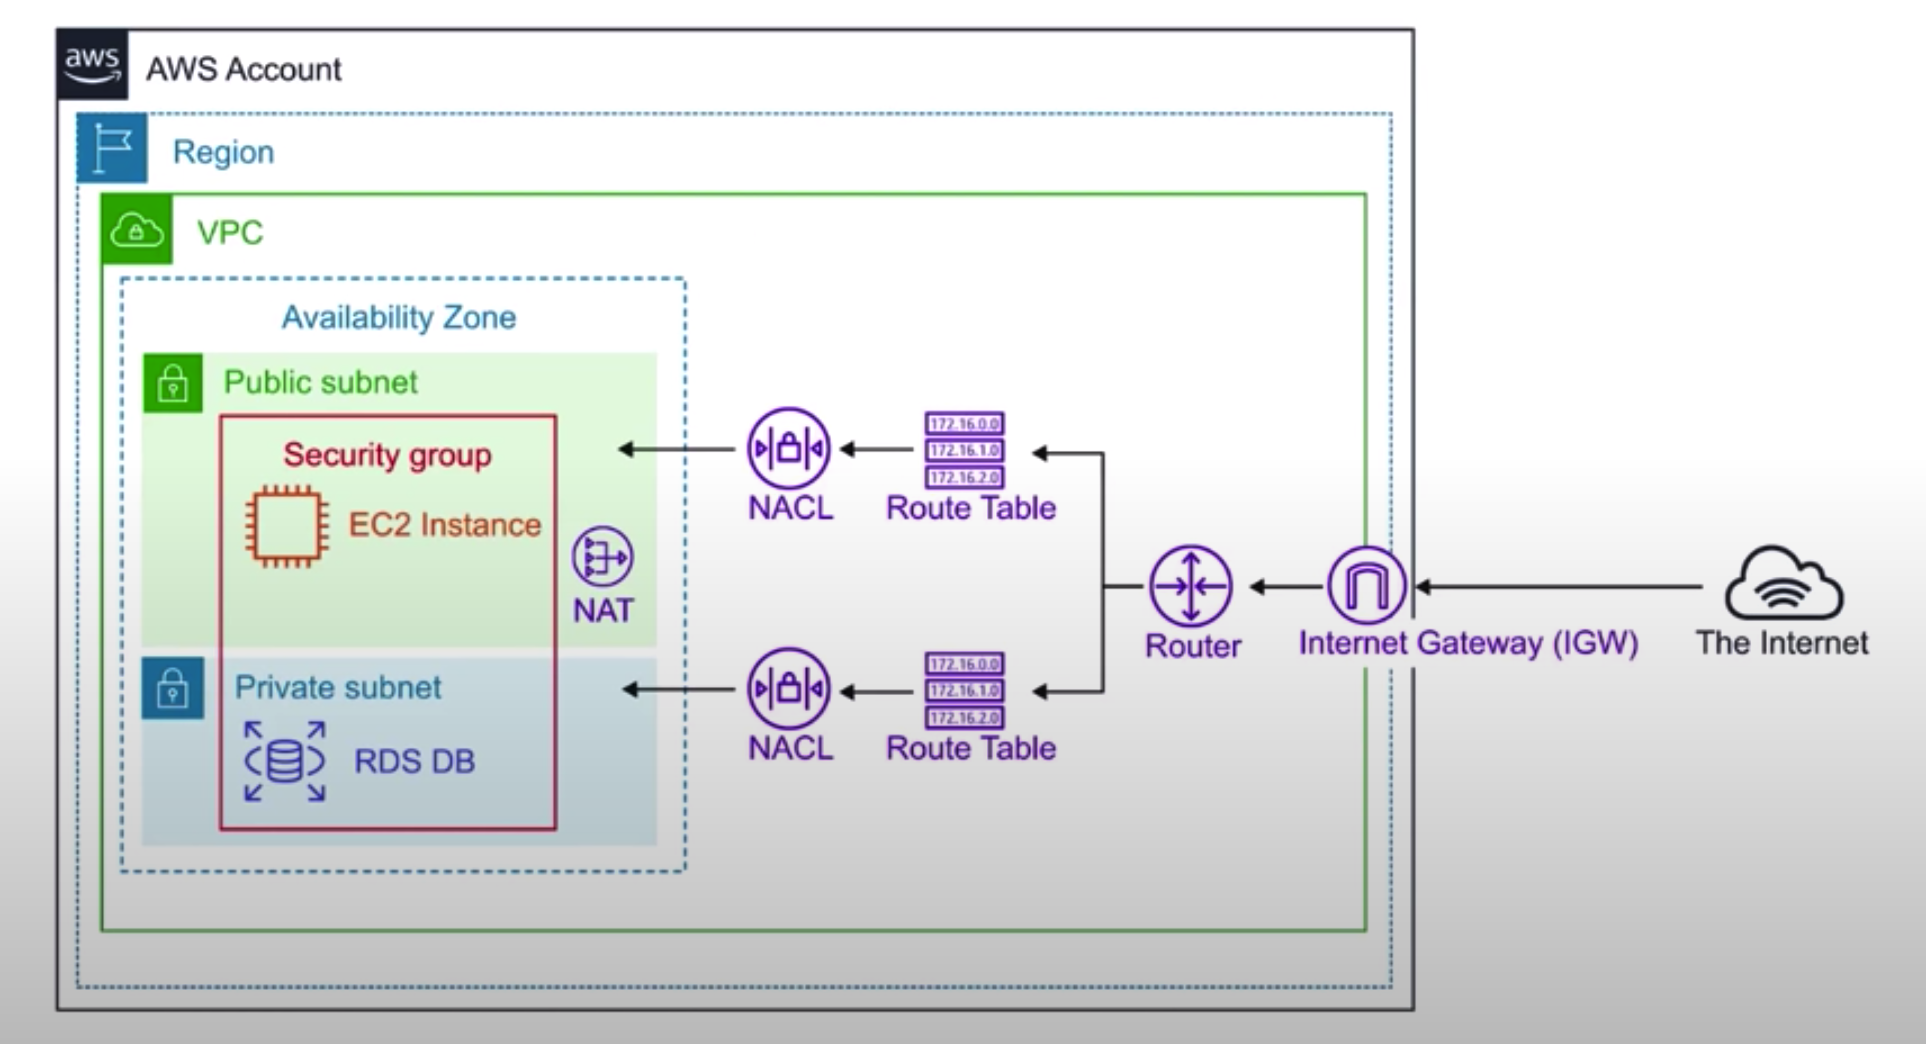 aws
AWS Account
Region
VPC
Availability Zone
Public subnet
Security group
EC2 Instance
NAT
Private subnet
RDS DB
NACL
172.16.0.0
172.16.1.0
172.16.2.0
Route Table
NACL
172.16.0.0
172.16.1.0
172.16.2.0
Route Table
Router
Internet Gateway (IGW)
The Internet